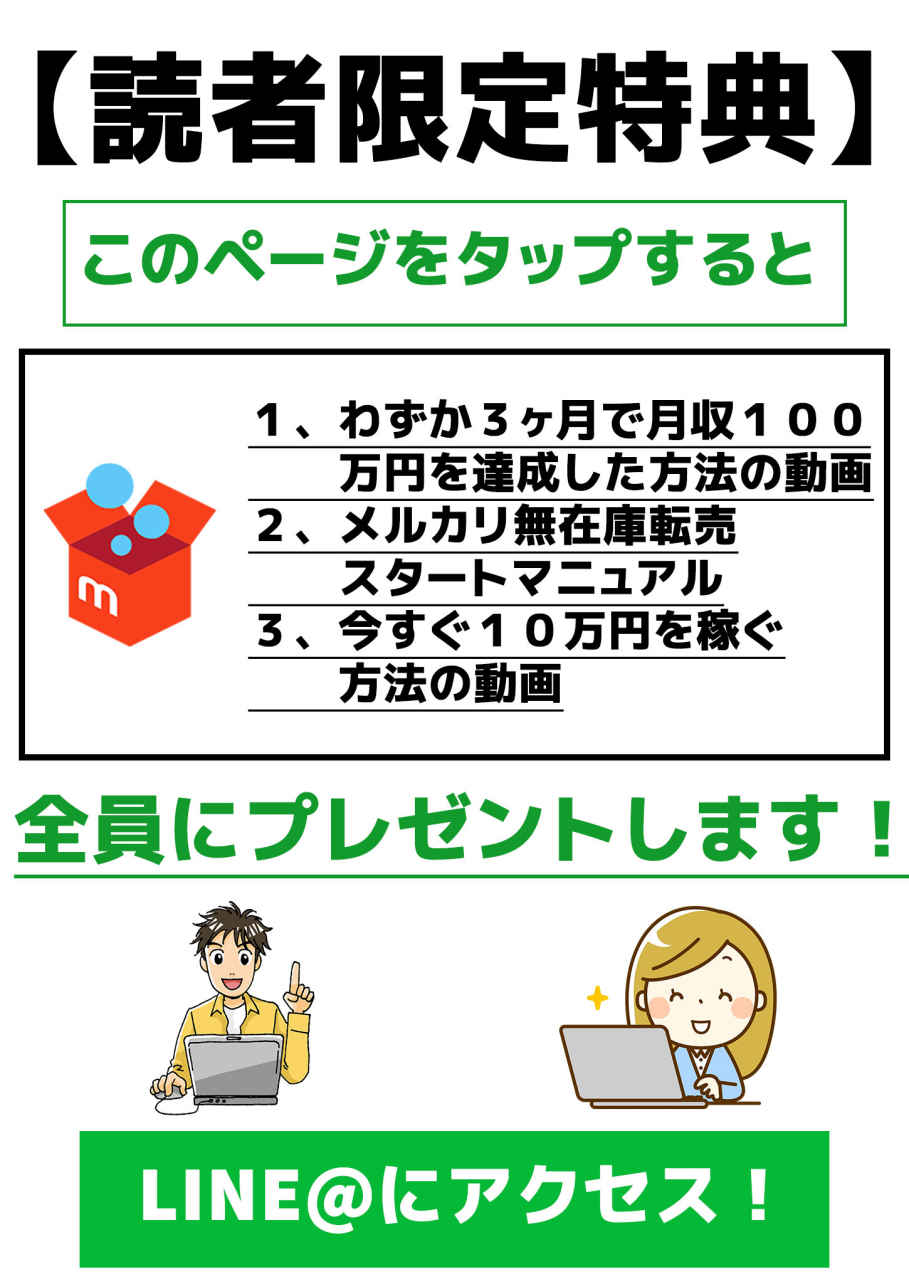 【読者限定特典】
このページをタップすると
１、わずか３ヶ月で月収１００
万円を達成した方法の動画
２、メルカリ無在庫転売
スタートマニュアル
３、今すぐ１０万円を稼ぐ
方法の動画
m
全員にプレゼントします！
LINE@にアクセス！